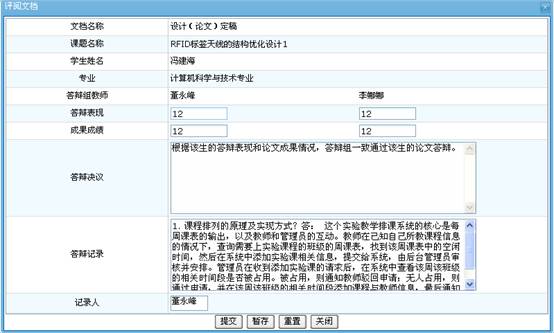 评阅文档
文档名称 设计（论文）定稿
课题名称 RFID标签天线的结构优化设计1
学生姓名 冯建海
专业 计算机科学与技术专业
答辩组教师 董永峰 李娜娜
答辩表现 12 12
成果成绩 12 12
答辩决议 根据该生的答辩表现和论文成果情况，答辩组一致通过该生的论文答辩。
答辩记录 1. 课程排列的原理及实现方式？答： 这个实验教学排课系统的核心是每
周课表的输出，以及教师和管理员的互动。教师在已知自己所教课程信息
的情况下，查询需要上实验课程的班级的周课表，找到该周课表中的空闲
时间，然后在系统中添加实验课相关信息，提交给系统，由后台管理员审
核并安排。管理员在收到添加实验课的请求后，在系统中查看该周该班级
的相关时间段是否被占用。被占用，则通知教师驳回申请；无人占用，则
通过申请，并在该周该班级的相关时间段添加课程与教师信息，最后通知
记录人 董永峰
提交 暂存 重置 关闭